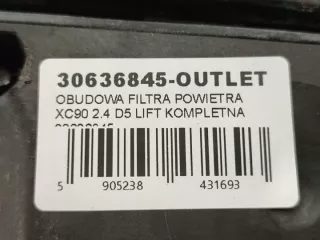 30636845-OUTLET
OBUDOWA FILTRA POWIETRA
XC90 2.4 D5 LIFT KOMPLETNA
5 905238 431693